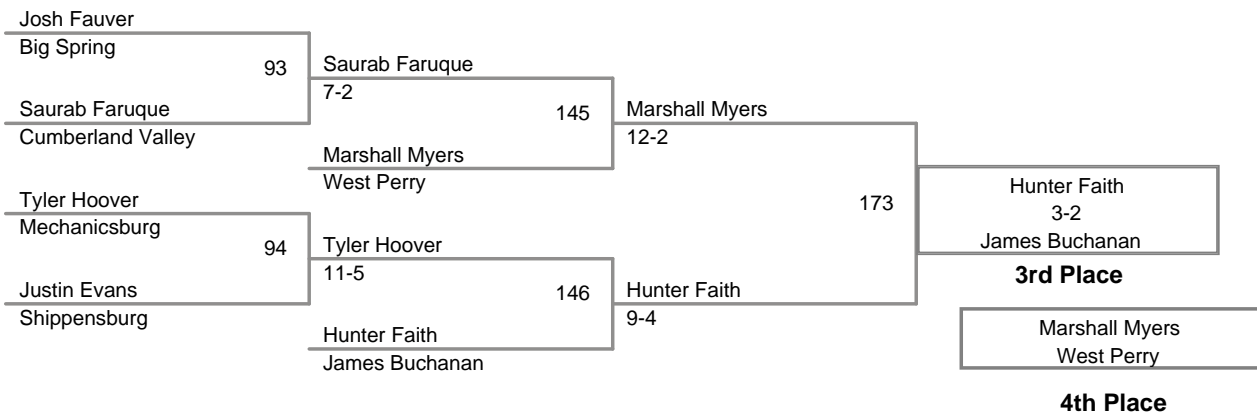 Josh Fauver
Big Spring
93
Saurab Faruque
Cumberland Valley
Tyler Hoover
Mechanicsburg
94
Justin Evans
Shippensburg
Saurab Faruque
7-2
145
Marshall Myers
West Perry
Tyler Hoover
11-5
146
Hunter Faith
James Buchanan
Marshall Myers
12-2
173
Hunter Faith
9-4
Hunter Faith
3-2
James Buchanan
3rd Place
Marshall Myers
West Perry
4th Place